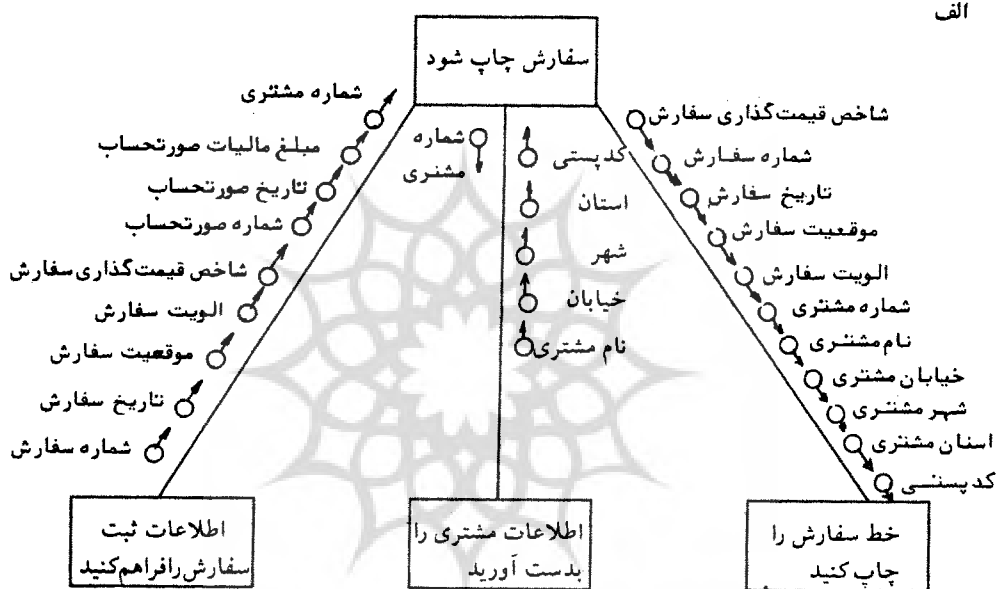 الف
سفارش چاپ شود
شاخص قیمت‌گذاری سفارش
شماره سفارش
تاریخ سفارش
موقعیت سفارش
الویت سفارش
شماره مشتری
نام مشتری
خیابان مشتری
شهر مشتری
اسنان مشتری
کدپستی
شماره
مشتری
کدپستی
استان
شهر
خیابان
نام مشتری
شماره مشتری
مبلغ مالیات صورتحساب
تاریخ صورتحساب
شماره صورتحساب
شاخص قیمت‌گذاری سفارش
الویت سفارش
موقعیت سفارش
تاریخ سفارش
شماره سفارش
خط سفارش را
چاپ کنید
اطلاعات مشتری را
بدست آورید
اطلاعات ثبت
سفارش‌رافراهم‌کنید